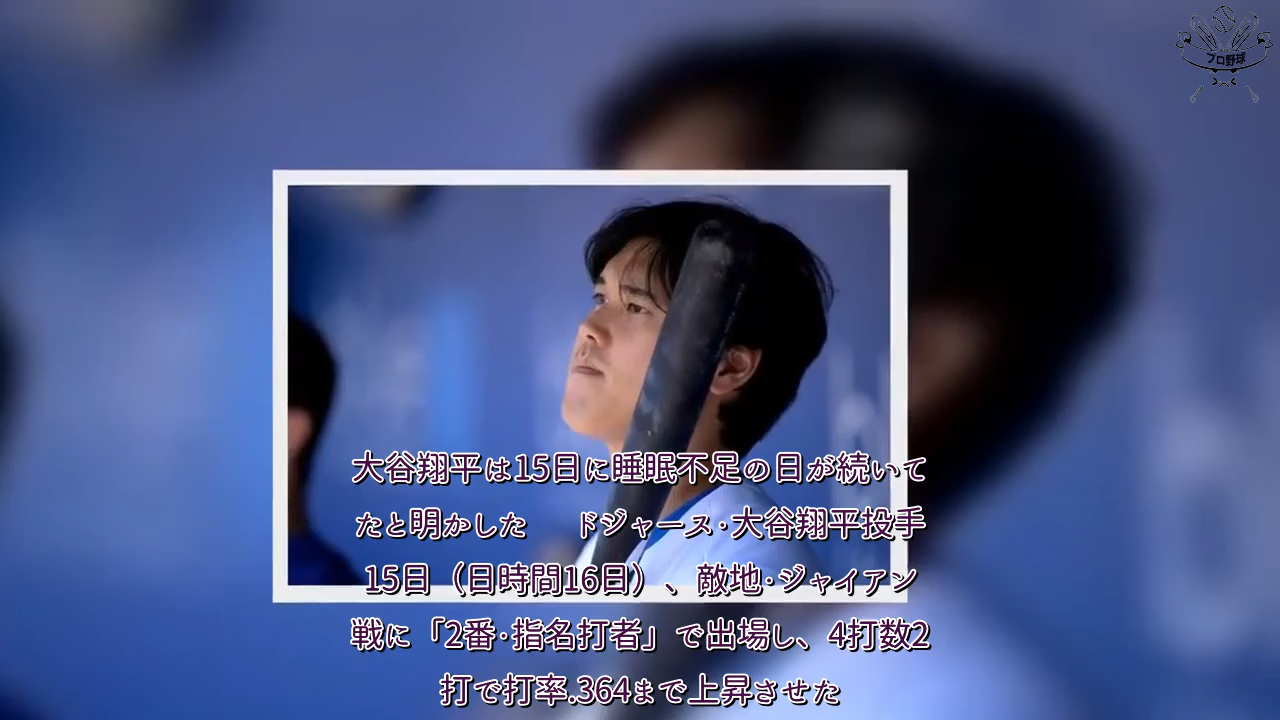 プロ野球
大谷翔平は15日に睡眠不足の日が続いて
たと明かした　ドジャース･大谷翔平投手
15日（日時間16日）、敵地･ジャイアン
戦に「2番･指名打者」で出場し、4打数2
打で打率.364まで上昇させた